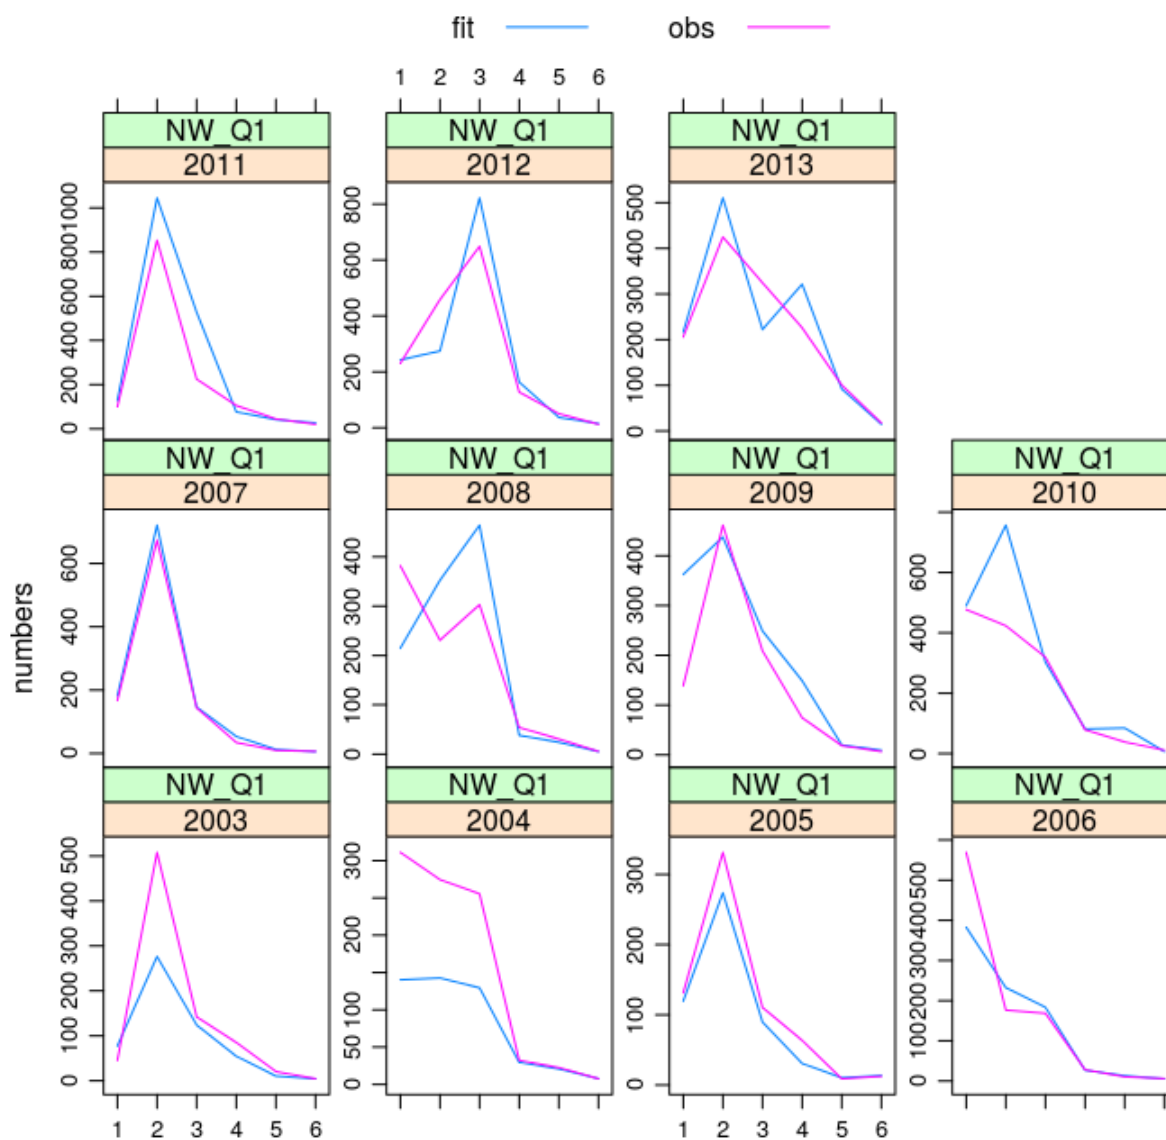 fit obs
1 2 3 4 5 6
NW_Q1 NW_Q1 NW_Q1
2011 2012 2013
0 200 400 600 800 1000
0 200 400 600 800
0 100 200 300 400 500
NW_Q1 NW_Q1 NW_Q1 NW_Q1
2007 2008 2009 2010
0 200 400 600
0 100 200 300 400
0 100 200 300 400
0 200 400 600
numbers
NW_Q1 NW_Q1 NW_Q1 NW_Q1
2003 2004 2005 2006
0 100 200 300 400 500
0 50 100 200 300
0 100 200 300
0 100 200 300 400 500
1 2 3 4 5 6 1 2 3 4 5 6